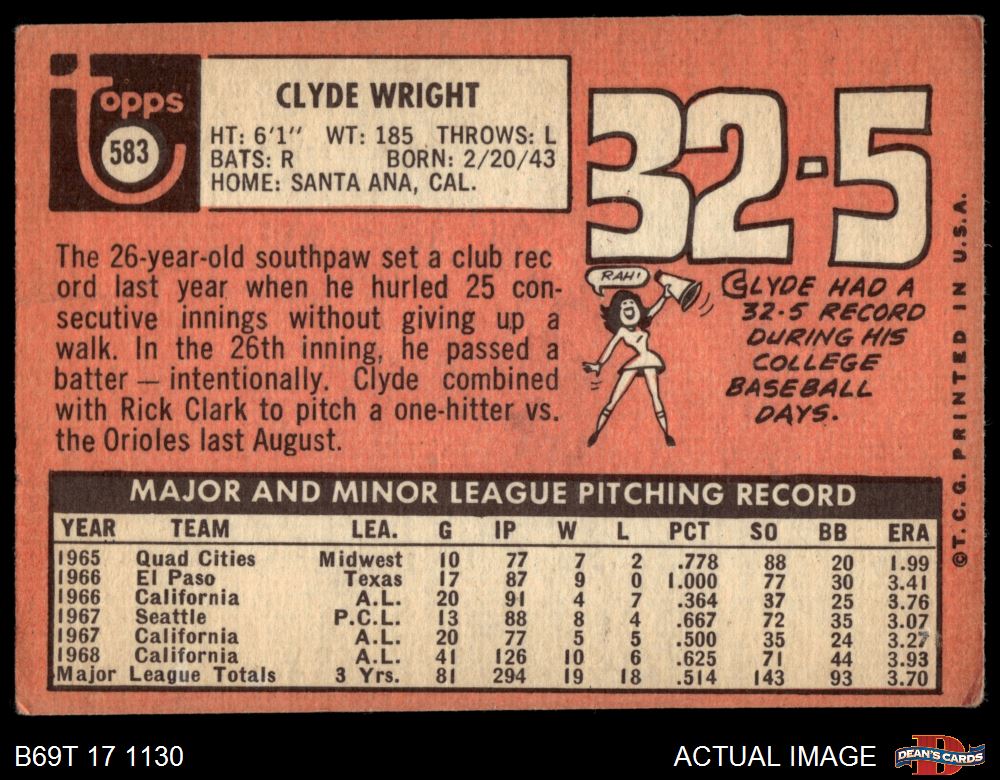 Topps
583
CLYDE WRIGHT
HT: 6'1" WT: 185 THROWS: L
BATS: R BORN: 2/20/43
HOME: SANTA ANA, CAL.
32-5
The 26-year-old southpaw set a club rec
ord last year when he hurled 25 con-
secutive innings without giving up a
walk. In the 26th inning, he passed a
batter — intentionally. Clyde combined
with Rick Clark to pitch a one-hitter vs.
the Orioles last August.
RAH!
CLYDE HAD A
32-5 RECORD
DURING HIS
COLLEGE
BASEBALL
DAYS.
©T. C. G. PRINTED IN U.S.A.
MAJOR AND MINOR LEAGUE PITCHING RECORD
YEAR TEAM LEA. G IP W L PCT SO BB ERA
1965 Quad Cities Midwest 10 77 7 2 .778 88 20 1.99
1966 El Paso Texas 17 87 9 0 1.000 77 30 3.41
1966 California A.L. 20 91 4 7 .364 37 25 3.76
1967 Seattle P.C.L. 13 88 8 4 .667 72 35 3.07
1967 California A.L. 20 77 5 5 .500 35 24 3.27
1968 California A.L. 41 126 10 6 .625 71 44 3.93
Major League Totals 3 Yrs. 81 294 19 18 .514 143 93 3.70
B69T 17 1130
ACTUAL IMAGE
DEAN'S CARDS